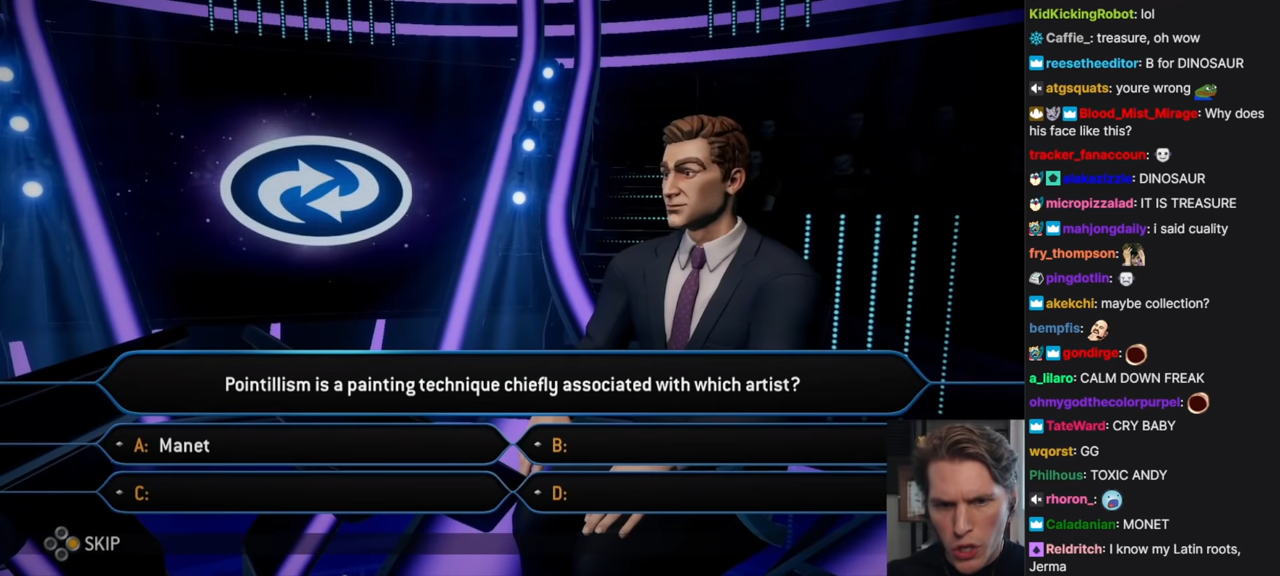 Pointillism is a painting technique chiefly associated with which artist?
A: Manet
B:
C:
D:
SKIP
KidKickingRobot: lol
Caffie_: treasure, oh wow
reesetheeditor: B for DINOSAUR
atgsquats: youre wrong
Blood_Mist_Mirage: Why does
his face like this?
tracker_fanaccoun:
DINOSAUR
micropizzalad: IT IS TREASURE
mahjongdaily: i said cuality
fry_thompson:
pingdotlin:
akekchi: maybe collection?
bempfis:
gondirge:
a_lilaro: CALM DOWN FREAK
ohmygodthecolorpurpel:
TateWard: CRY BABY
wqorst: GG
Philhous: TOXIC ANDY
rhoron_:
Caladanian: MONET
Reldritch: I know my Latin roots,
Jerma